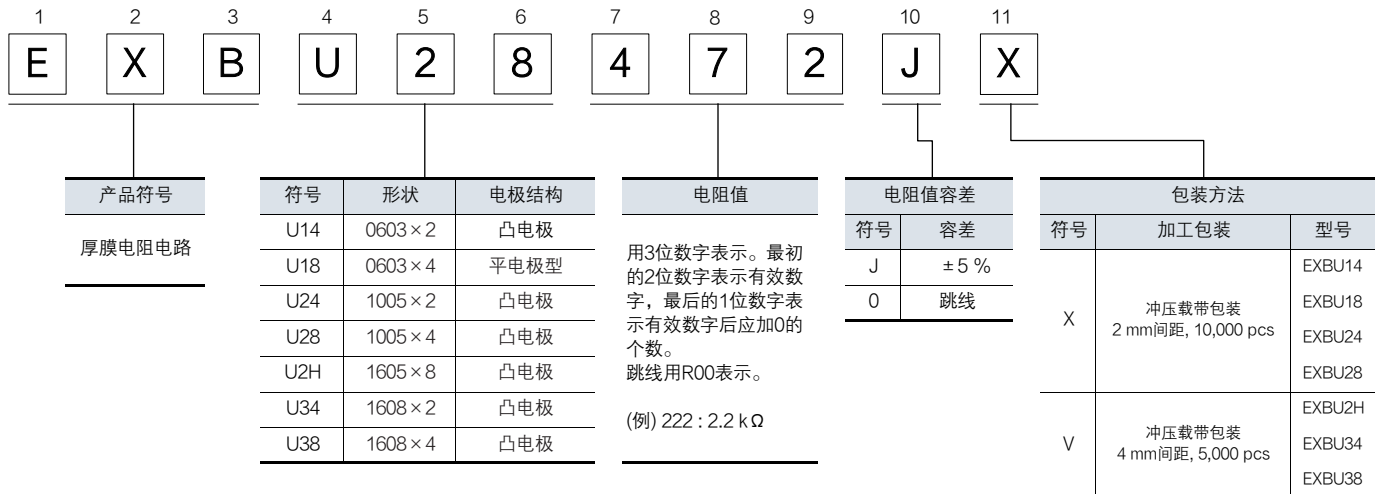 1 2 3 4 5 6 7 8 9 10 11
E X B U 2 8 4 7 2 J X
产品符号
厚膜电阻电路
符号 形状 电极结构
U14 0603×2 凸电极
U18 0603×4 平电极型
U24 1005×2 凸电极
U28 1005×4 凸电极
U2H 1605×8 凸电极
U34 1608×2 凸电极
U38 1608×4 凸电极
电阻值
用3位数字表示。最初
的2位数字表示有效数
字，最后的1位数字表
示有效数字后应加0的
个数。
跳线用R00表示。
(例) 222 : 2.2 k Ω
电阻值容差
符号 容差
J ±5 %
0 跳线
包装方法
符号 加工包装 型号
X
冲压载带包装
2 mm间距, 10,000 pcs
EXBU14
EXBU18
EXBU24
EXBU28
V
冲压载带包装
4 mm间距, 5,000 pcs
EXBU2H
EXBU34
EXBU38